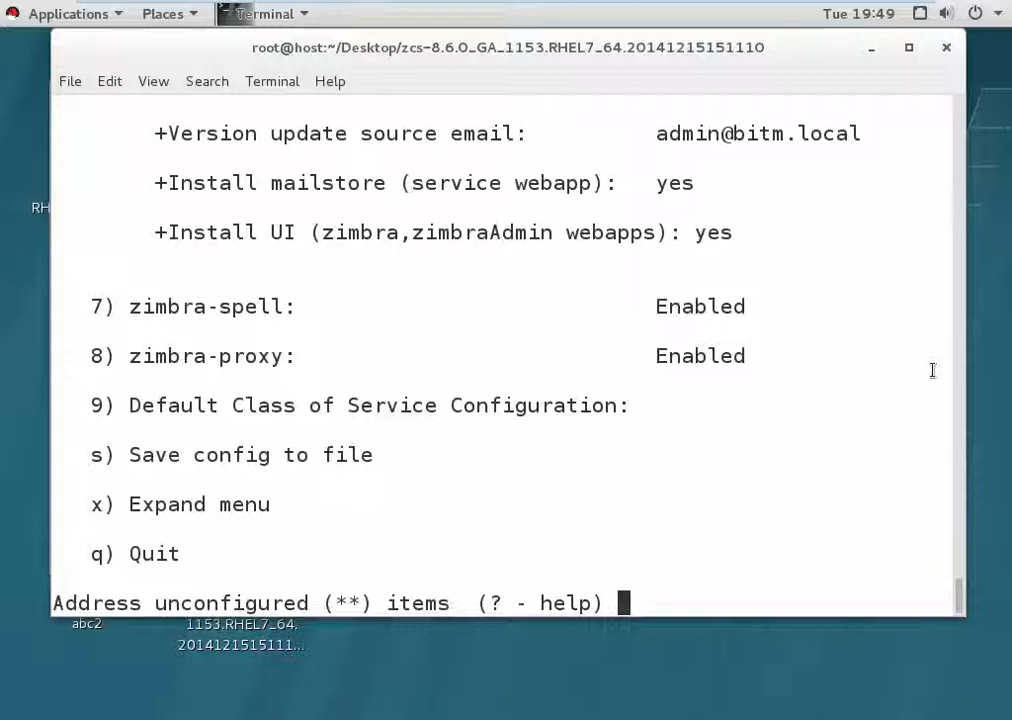 Applications Places Terminal Tue 19:49
root@host:~/Desktop/zcs-8.6.0_GA_1153.RHEL7_64.20141215151110
File Edit View Search Terminal Help
+Version update source email: admin@bitm.local
+Install mailstore (service webapp): yes
RH
+Install UI (zimbra,zimbraAdmin webapps): yes
7) zimbra-spell: Enabled
8) zimbra-proxy: Enabled
9) Default Class of Service Configuration:
s) Save config to file
x) Expand menu
q) Quit
Address unconfigured (**) items (? - help)
abc2 1153.RHEL7_64.
2014121515111...